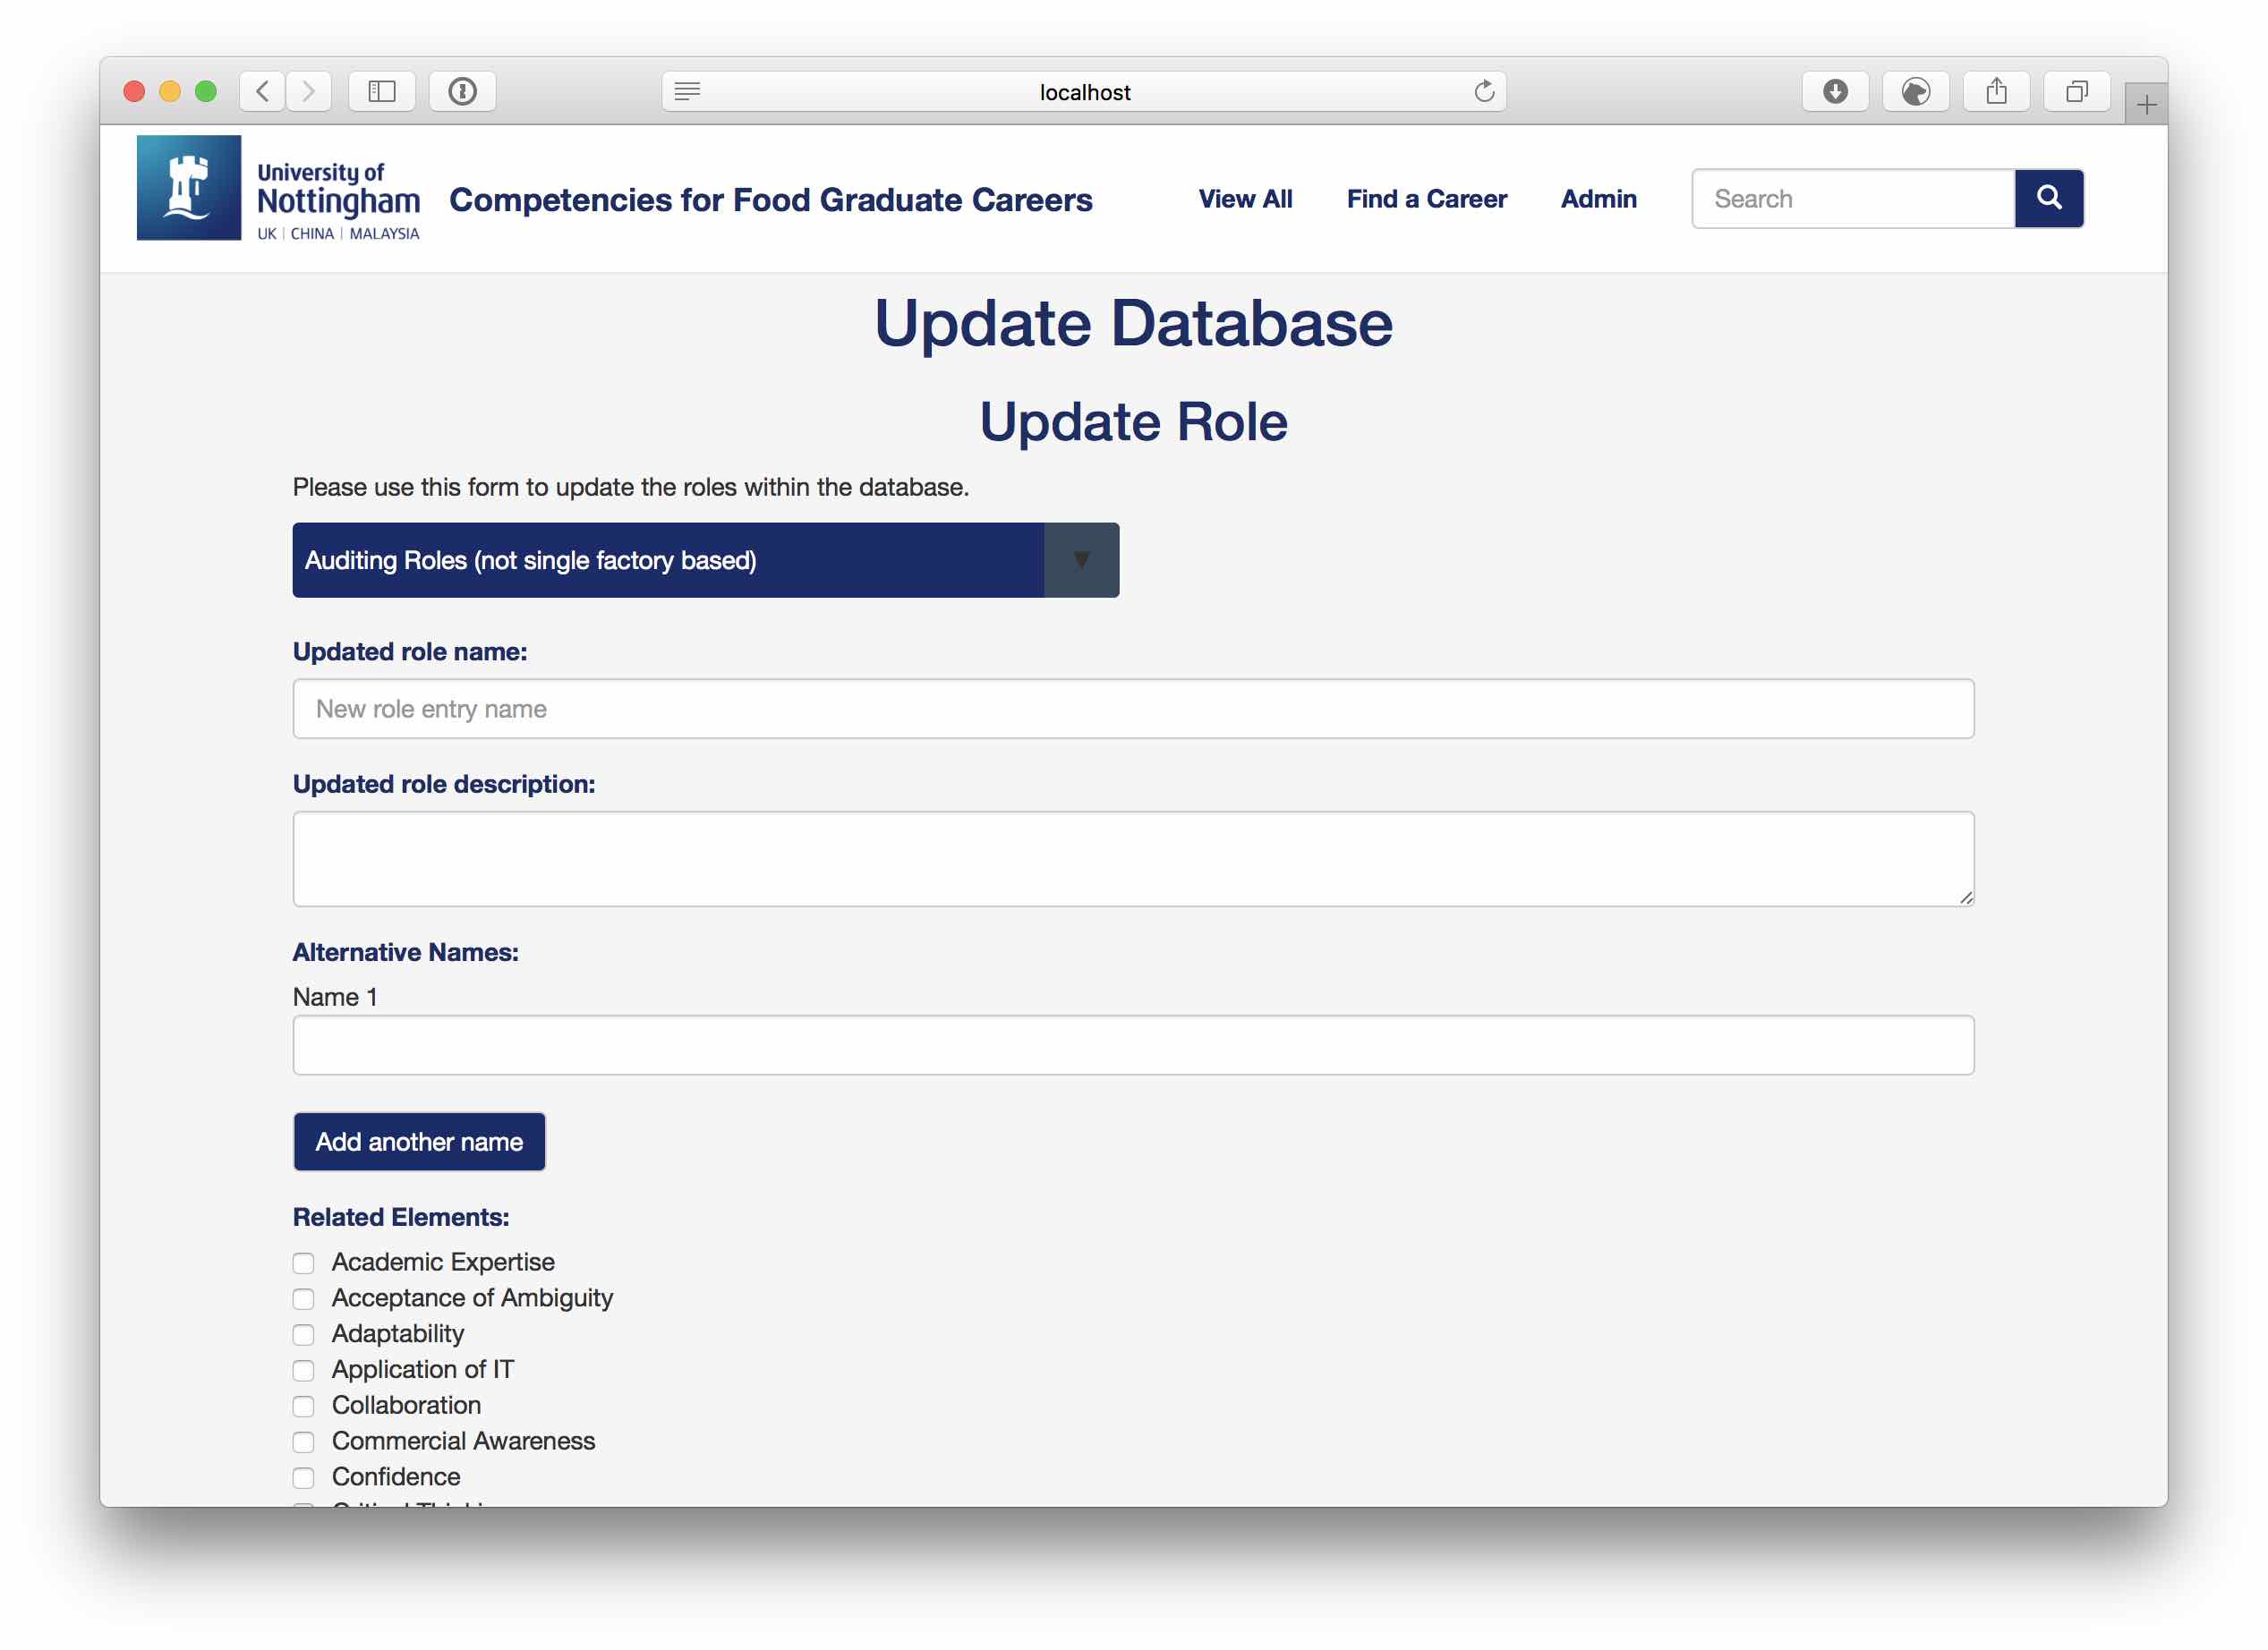 localhost
University of
Nottingham
UK | CHINA | MALAYSIA
Competencies for Food Graduate Careers
View All
Find a Career
Admin
Search
Update Database
Update Role
Please use this form to update the roles within the database.
Auditing Roles (not single factory based)
Updated role name:
New role entry name
Updated role description:
Alternative Names:
Name 1
Add another name
Related Elements:
Academic Expertise
Acceptance of Ambiguity
Adaptability
Application of IT
Collaboration
Commercial Awareness
Confidence